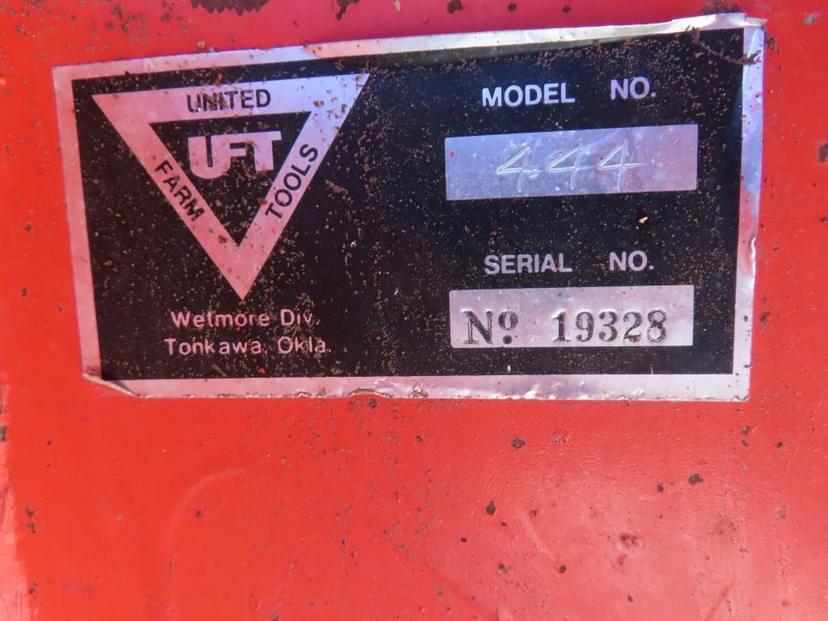 UNITED
FARM
TOOLS
UFT
Wetmore Div.
Tonkawa, Okla.
MODEL NO.
444
SERIAL NO.
Nº 19328